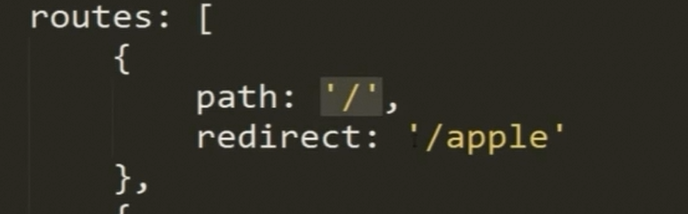 routes: [
{
path: '/',
redirect: '/apple'
},
{